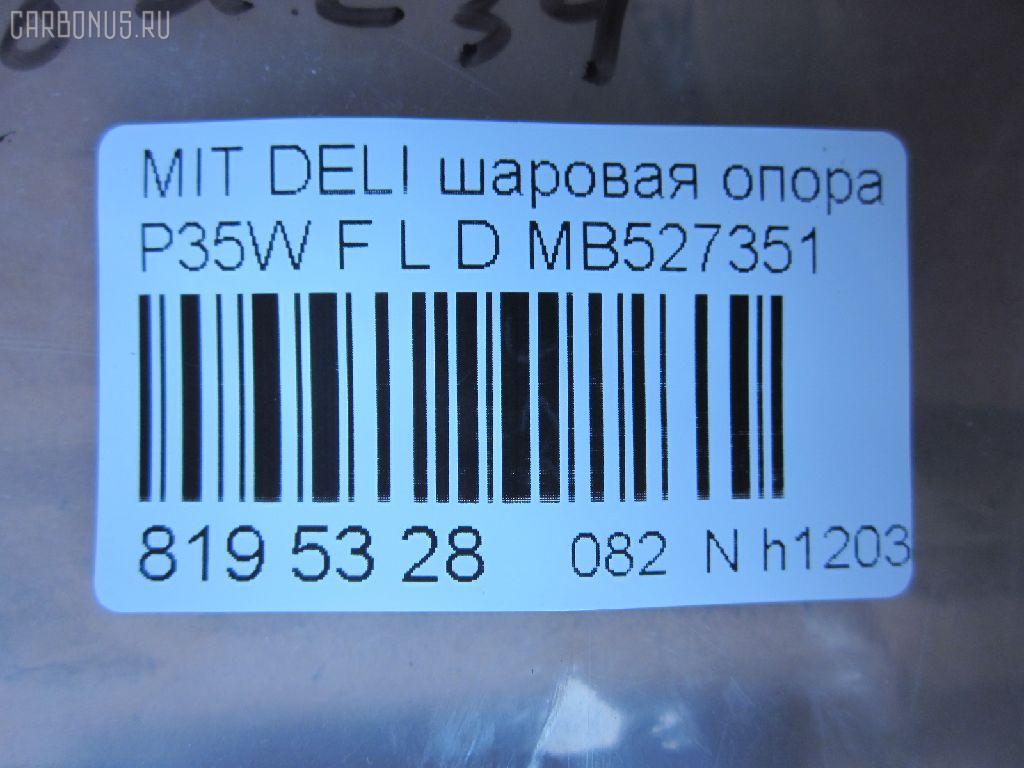 CARBONUS.RU
MIT DELI шаровая опора
P35W F L D MB527351
819 53 28 082 N h1203